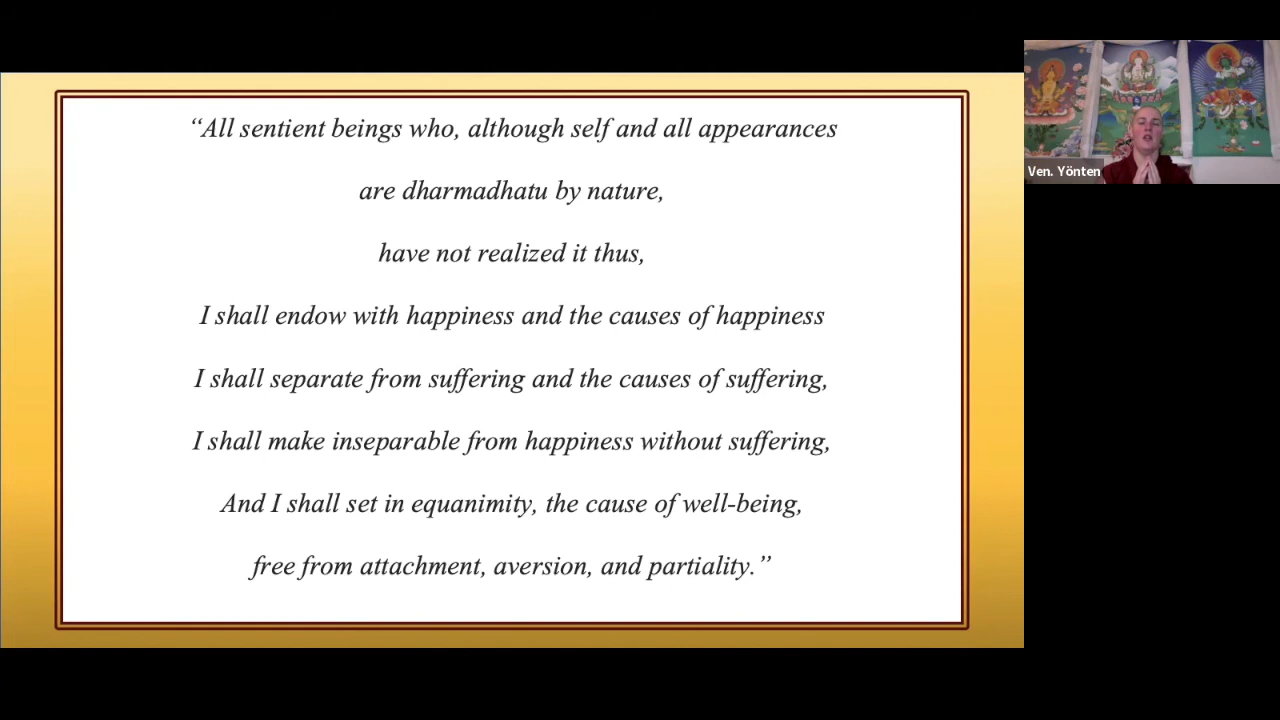 “All sentient beings who, although self and all appearances
are dharmadhatu by nature,
have not realized it thus,
I shall endow with happiness and the causes of happiness
I shall separate from suffering and the causes of suffering,
I shall make inseparable from happiness without suffering,
And I shall set in equanimity, the cause of well-being,
free from attachment, aversion, and partiality.”
Ven. Yönten